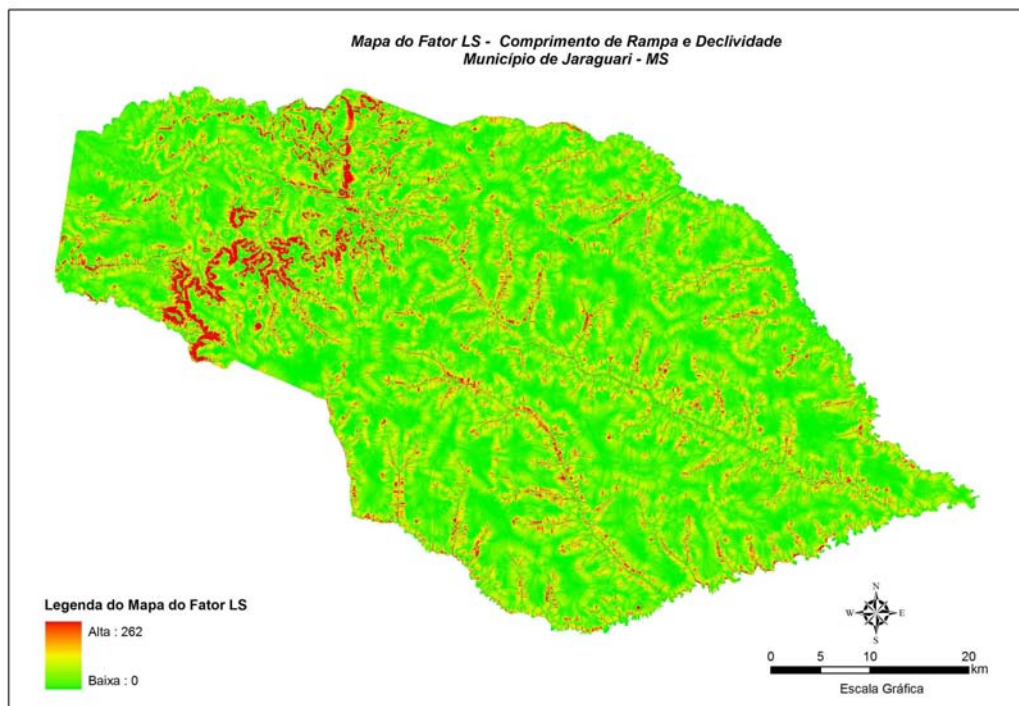 Mapa do Fator LS - Comprimento de Rampa e Declividade
Município de Jaraguari - MS
Legenda do Mapa do Fator LS
Alta : 262
Baixa : 0
N
W E
S
0 5 10 20
km
Escala Gráfica